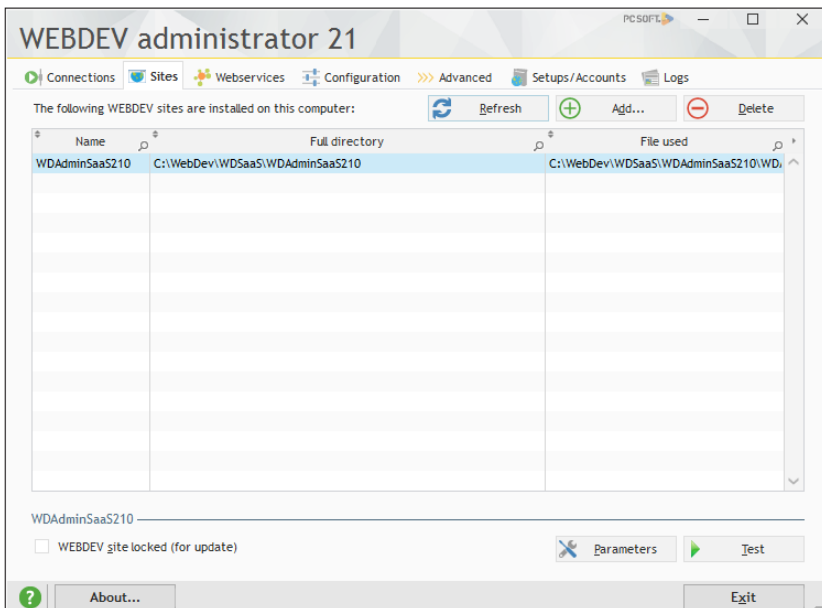 PC SOFT
WEBDEV administrator 21
Connections Sites Webservices Configuration Advanced Setups/Accounts Logs
The following WEBDEV sites are installed on this computer: Refresh Add... Delete
Name Full directory File used
WDAdminSaaS210 C:\WebDev\WDSaaS\WDAdminSaaS210 C:\WebDev\WDSaaS\WDAdminSaaS210\WD
WDAdminSaaS210
WEBDEV site locked (for update) Parameters Test
? About... Exit